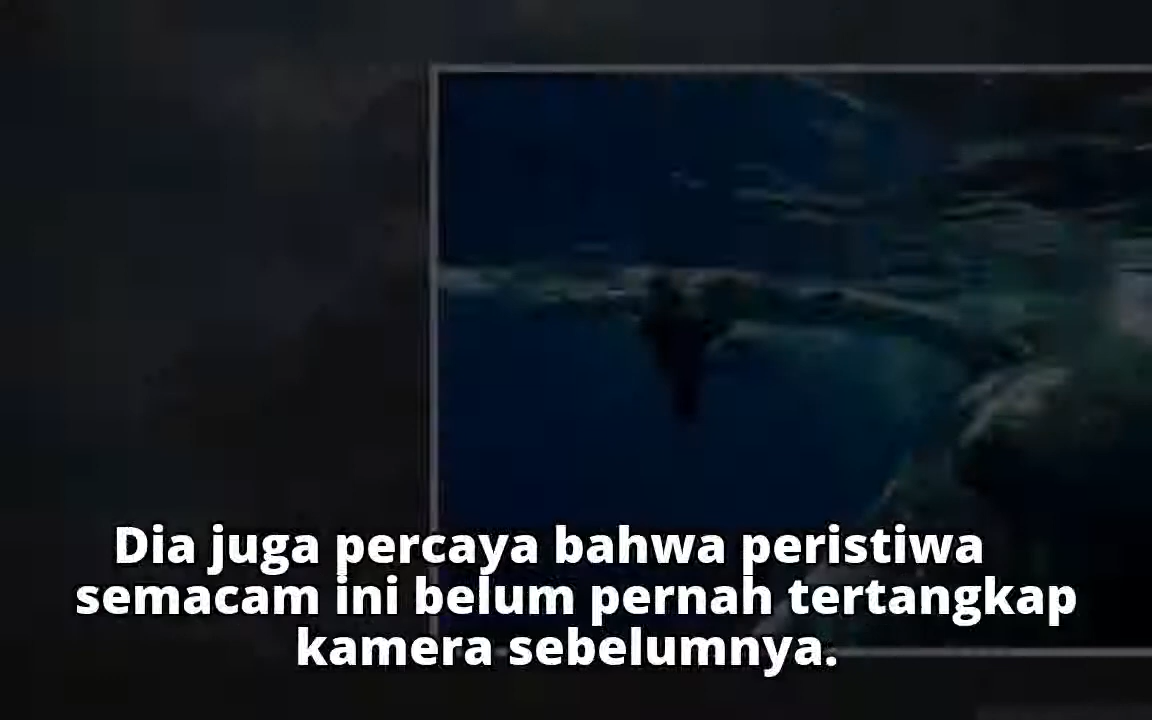 Dia juga percaya bahwa peristiwa
semacam ini belum pernah tertangkap
kamera sebelumnya.